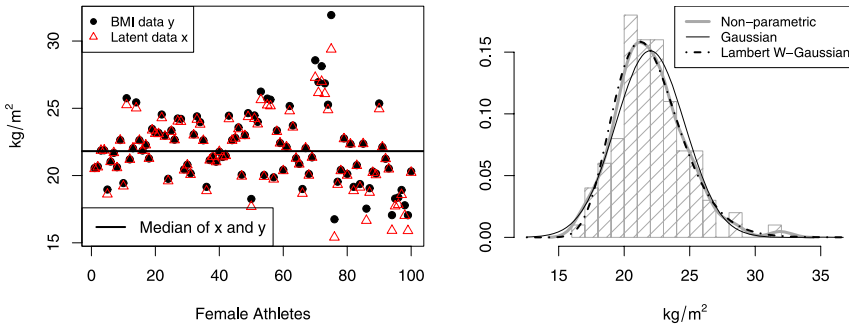 BMI data y
Latent data x
Median of x and y
kg/m²
30
25
20
15
0
20
40
60
80
100
Female Athletes
Non−parametric
Gaussian
Lambert W−Gaussian
0.15
0.10
0.05
0.00
15
20
25
30
35
kg/m²